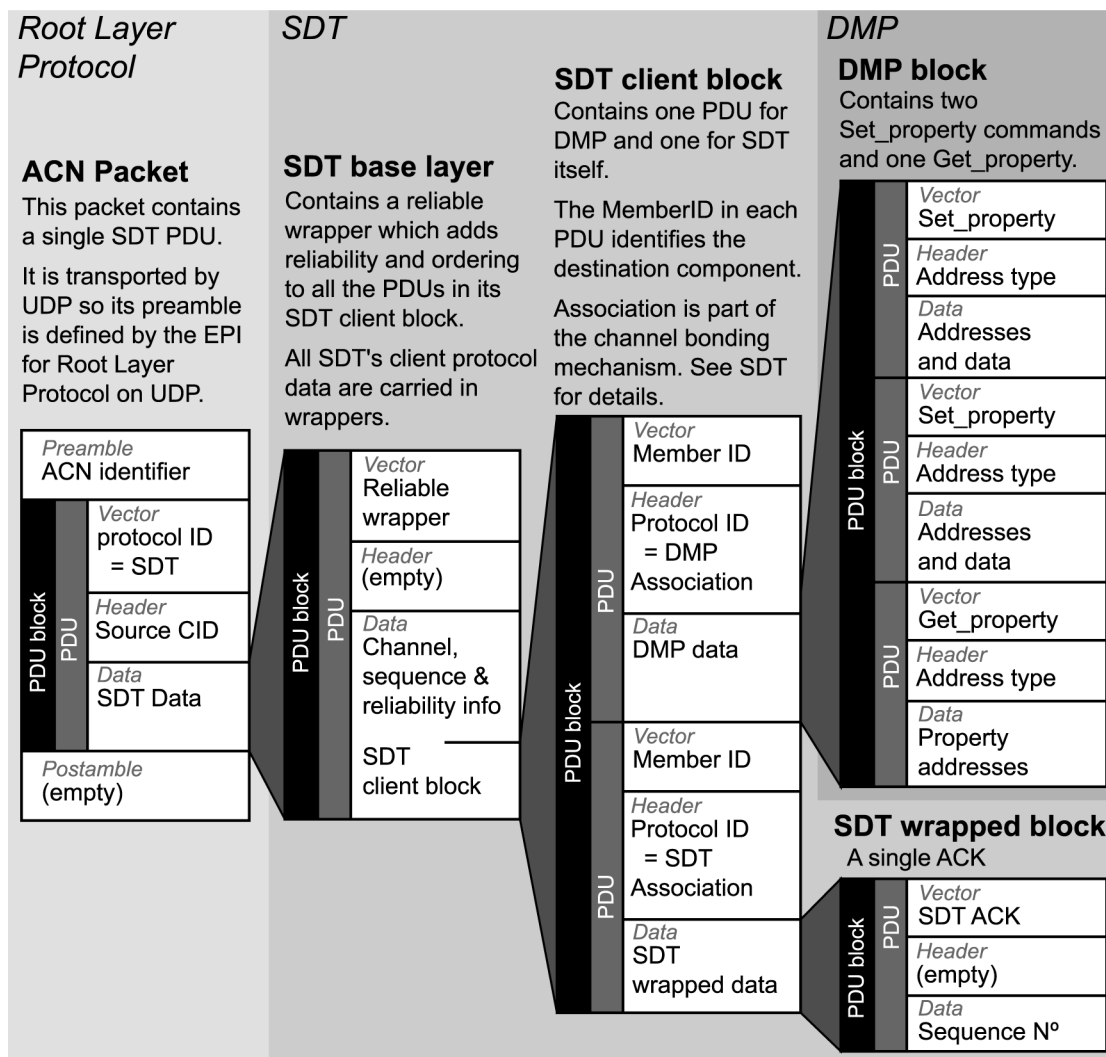 Root Layer
Protocol
ACN Packet
This packet contains
a single SDT PDU.
It is transported by
UDP so its preamble
is defined by the EPI
for Root Layer
Protocol on UDP.
Preamble
ACN identifier
PDU block
PDU
Vector
protocol ID
= SDT
Header
Source CID
Data
SDT Data
Postamble
(empty)
SDT
SDT base layer
Contains a reliable
wrapper which adds
reliability and ordering
to all the PDUs in its
SDT client block.
All SDT's client protocol
data are carried in
wrappers.
PDU block
PDU
Vector
Reliable
wrapper
Header
(empty)
Data
Channel,
sequence &
reliability info
SDT
client block
SDT client block
Contains one PDU for
DMP and one for SDT
itself.
The MemberID in each
PDU identifies the
destination component.
Association is part of
the channel bonding
mechanism. See SDT
for details.
PDU block
PDU
Vector
Member ID
Header
Protocol ID
= DMP
Association
Data
DMP data
PDU
Vector
Member ID
Header
Protocol ID
= SDT
Association
Data
SDT
wrapped data
DMP
DMP block
Contains two
Set_property commands
and one Get_property.
PDU block
PDU
Vector
Set_property
Header
Address type
Data
Addresses
and data
PDU
Vector
Set_property
Header
Address type
Data
Addresses
and data
PDU
Vector
Get_property
Header
Address type
Data
Property
addresses
SDT wrapped block
A single ACK
PDU block
PDU
Vector
SDT ACK
Header
(empty)
Data
Sequence Nº